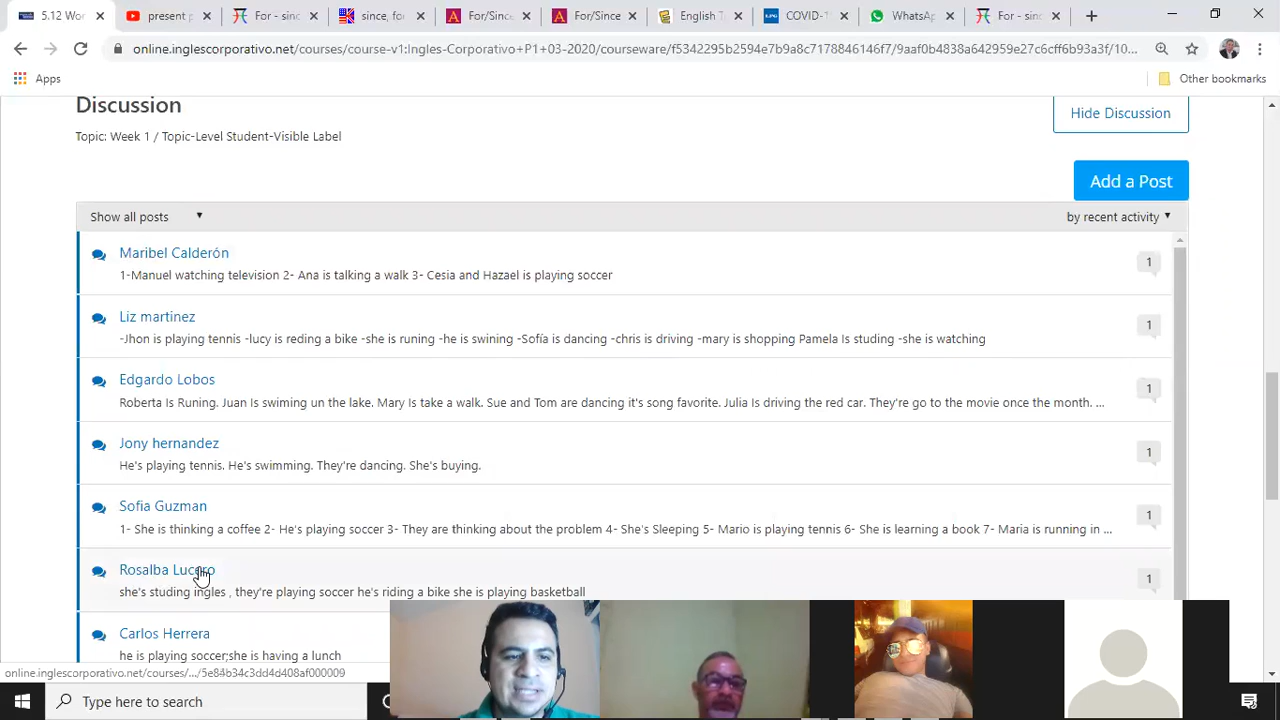 5.12 Wor
presenti
For - sinc
since, for
For/Since
For/Since
English T
COVID-1
WhatsAp
For - sinc
online.inglescorporativo.net/courses/course-v1:Ingles-Corporativo+P1+03-2020/courseware/f5342295b2594e7b9a8c7178846146f7/9aaf0b4838a642959e27c6cff6b93a3f/10...
Apps
Other bookmarks
Discussion
Hide Discussion
Topic: Week 1 / Topic-Level Student-Visible Label
Add a Post
Show all posts
by recent activity
Maribel Calderón
1-Manuel watching television 2- Ana is talking a walk 3- Cesia and Hazael is playing soccer
1
Liz martinez
-Jhon is playing tennis -lucy is reding a bike -she is runing -he is swining -Sofía is dancing -chris is driving -mary is shopping Pamela Is studing -she is watching
1
Edgardo Lobos
Roberta Is Runing. Juan Is swiming un the lake. Mary Is take a walk. Sue and Tom are dancing it's song favorite. Julia Is driving the red car. They're go to the movie once the month. ...
1
Jony hernandez
He's playing tennis. He's swimming. They're dancing. She's buying.
1
Sofia Guzman
1- She is thinking a coffee 2- He's playing soccer 3- They are thinking about the problem 4- She's Sleeping 5- Mario is playing tennis 6- She is learning a book 7- María is running in ...
1
Rosalba Lucero
she's studing ingles , they're playing soccer he's riding a bike she is playing basketball
1
Carlos Herrera
he is playing soccer;she is having a lunch
online.inglescorporativo.net/courses/.../5e84b34c3dd4d408af000009
Type here to search